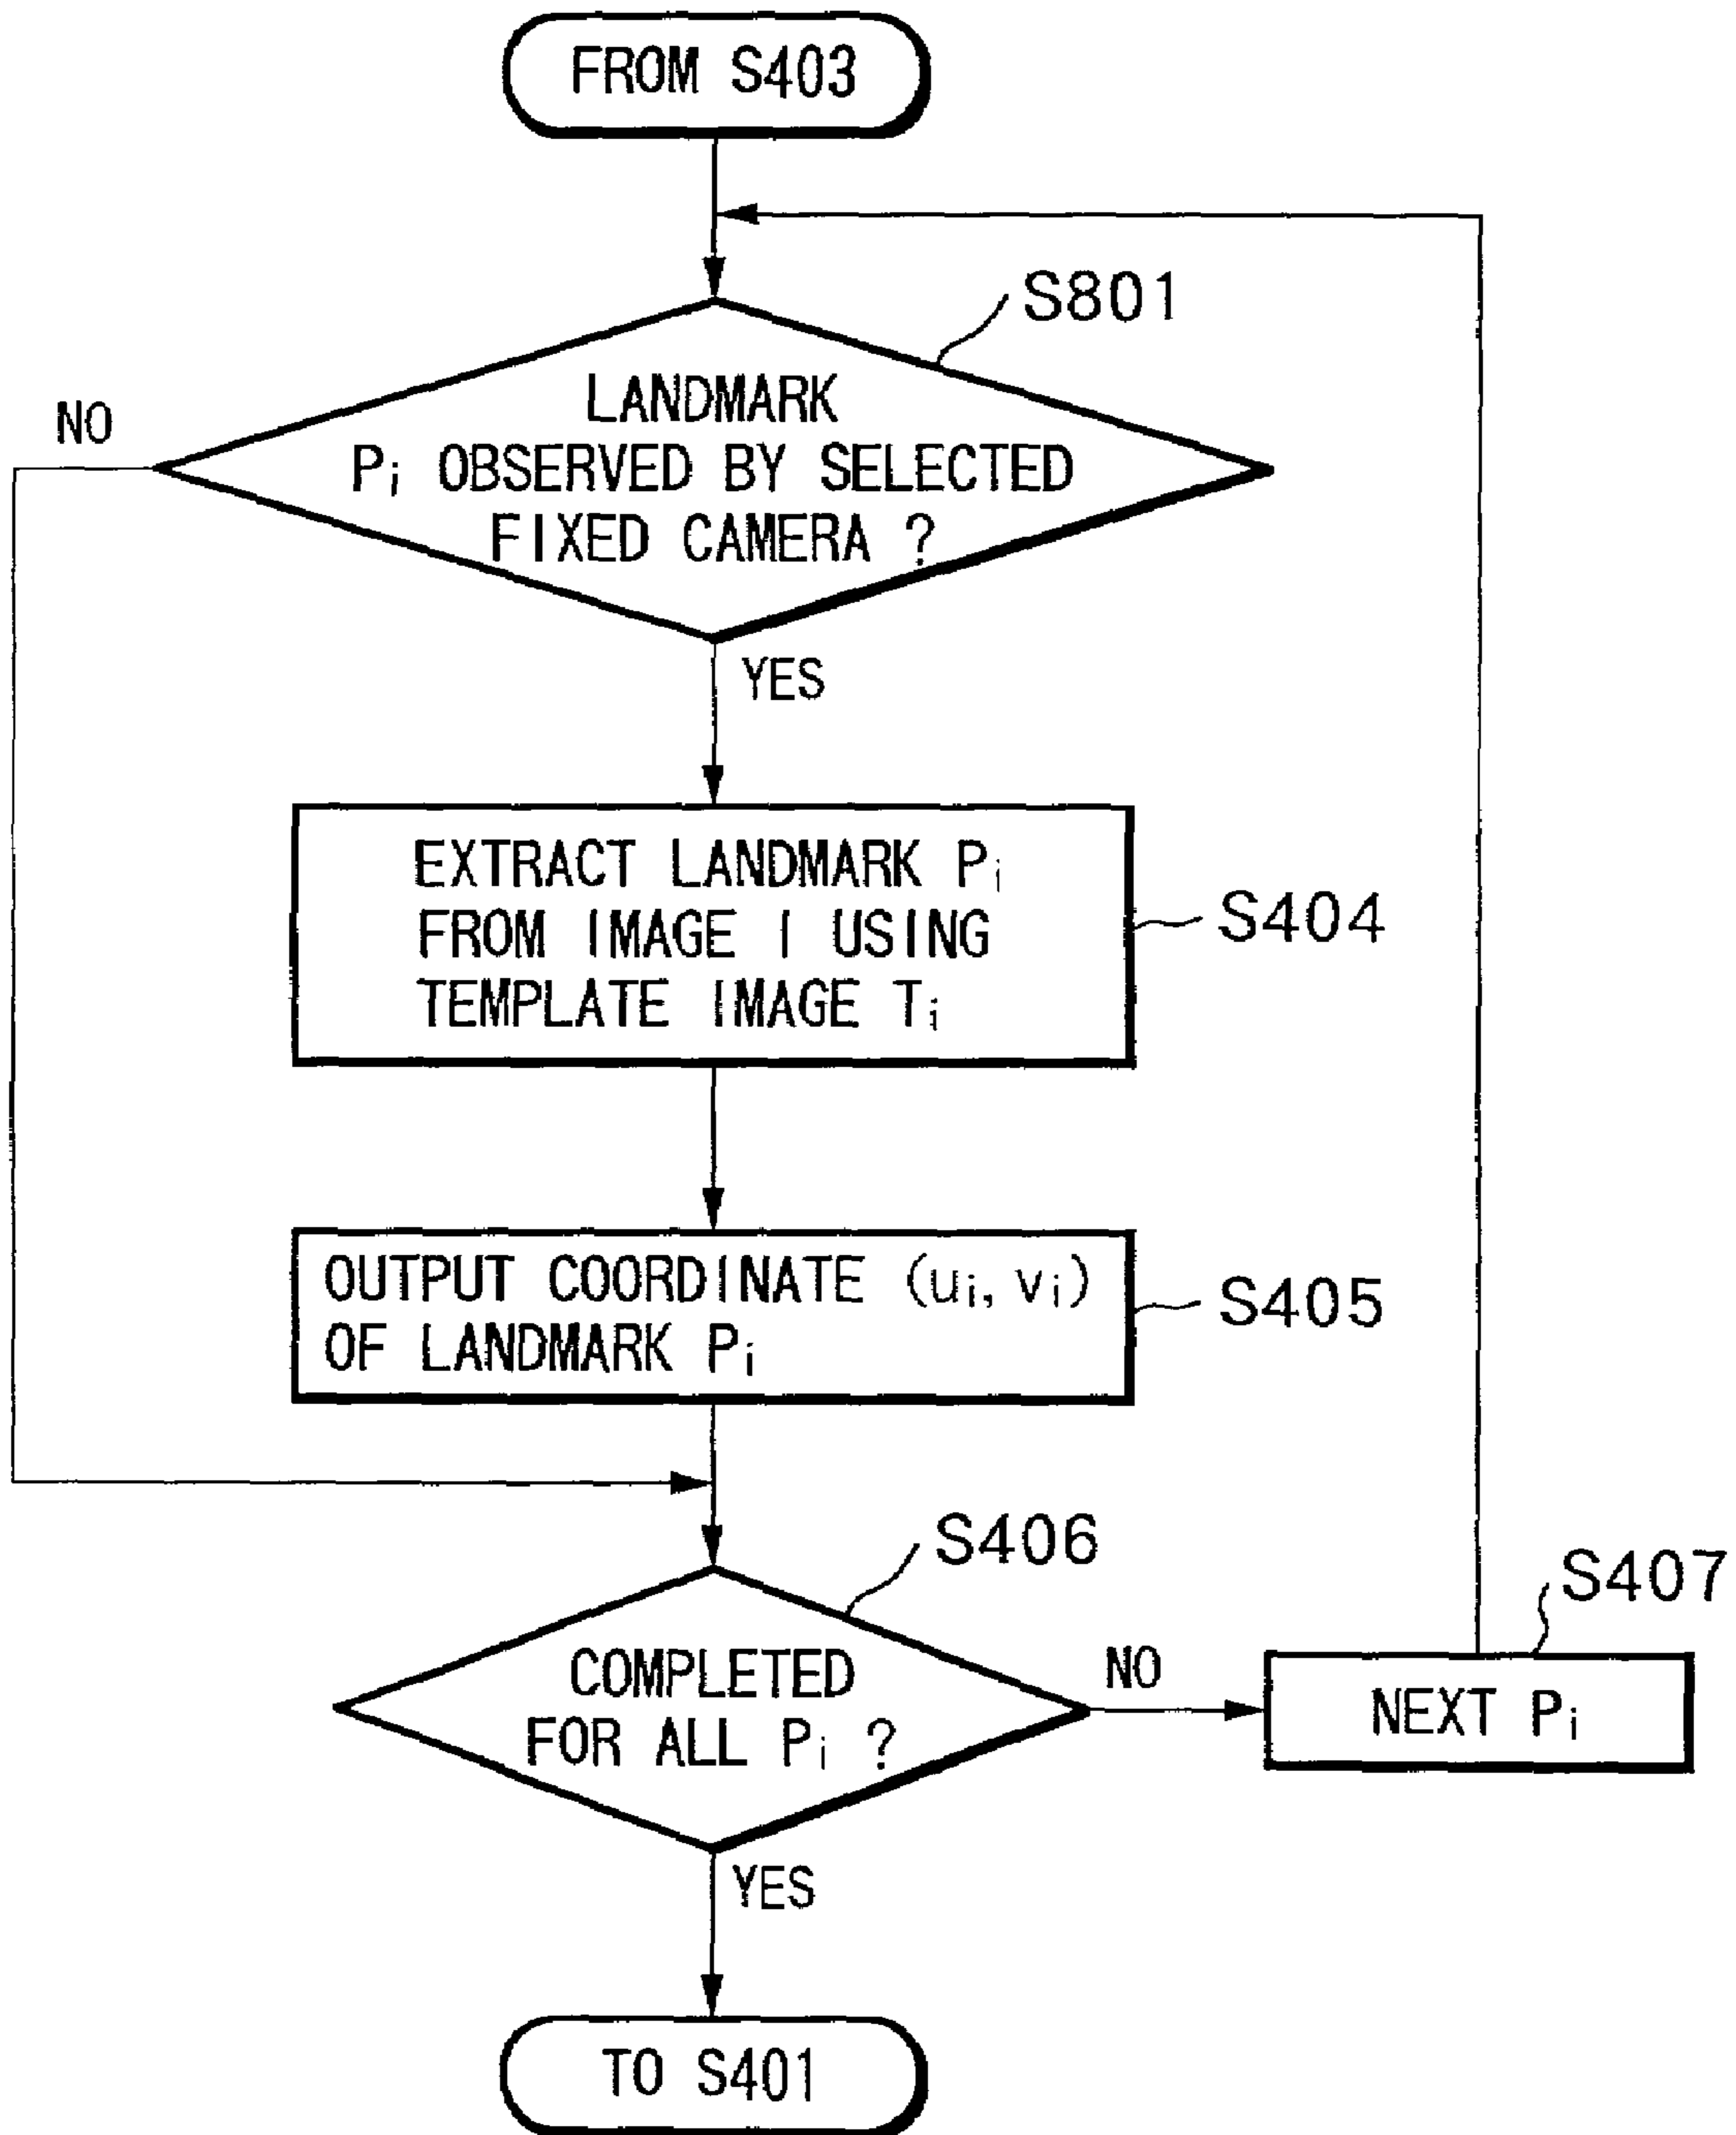 FROM S403
S801
LANDMARK
Pi OBSERVED BY SELECTED
FIXED CAMERA ?
NO
YES
EXTRACT LANDMARK Pi
FROM IMAGE I USING
TEMPLATE IMAGE Ti
S404
OUTPUT COORDINATE (ui, vi)
OF LANDMARK Pi
S405
S406
COMPLETED
FOR ALL Pi ?
NO
S407
NEXT Pi
YES
TO S401